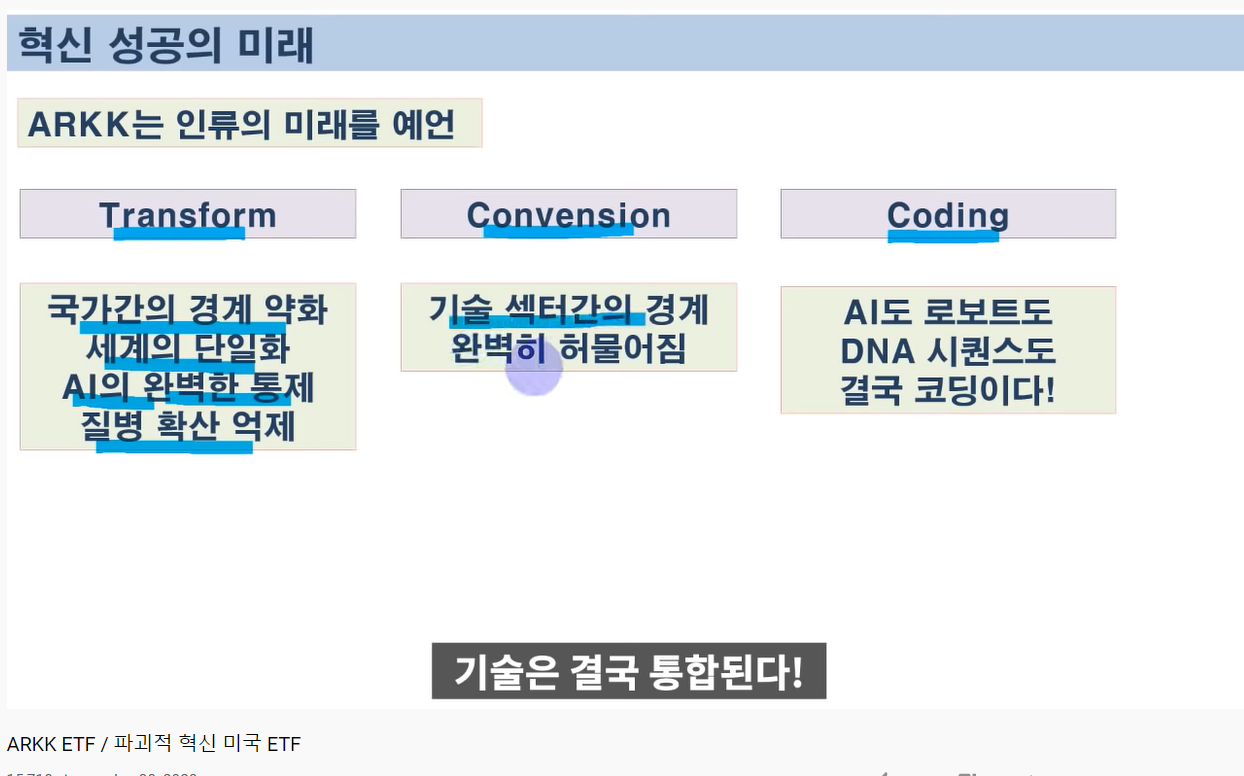 혁신 성공의 미래
ARKK는 인류의 미래를 예언
Transform
Convension
Coding
국가간의 경계 약화
세계의 단일화
AI의 완벽한 통제
질병 확산 억제
기술 섹터간의 경계
완벽히 허물어짐
AI도 로보트도
DNA 시퀀스도
결국 코딩이다!
기술은 결국 통합된다!
ARKK ETF / 파괴적 혁신 미국 ETF